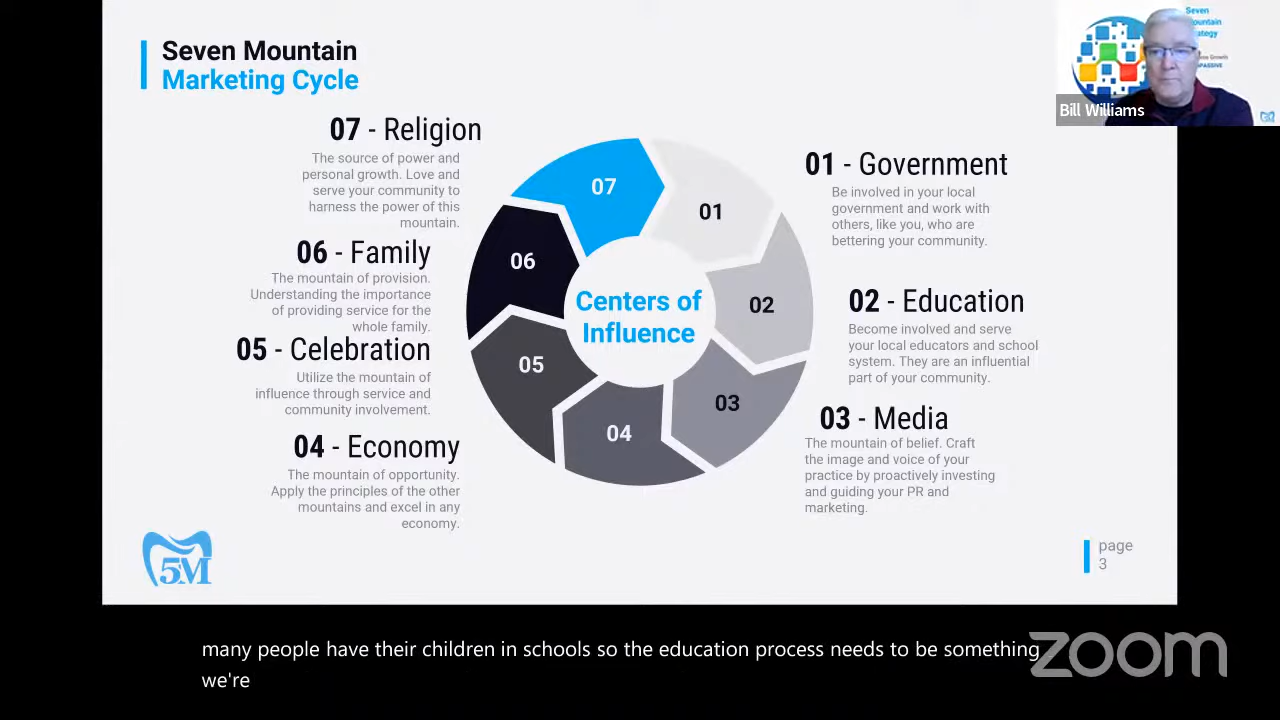 Seven Mountain
Marketing Cycle
07 - Religion
The source of power and
personal growth. Love and
serve your community to
harness the power of this
mountain.
06 - Family
The mountain of provision.
Understanding the importance
of providing service for the
whole family.
05 - Celebration
Utilize the mountain of
influence through service and
community involvement.
04 - Economy
The mountain of opportunity.
Apply the principles of the other
mountains and excel in any
economy.
07
01
06
02
05
03
04
Centers of
Influence
01 - Government
Be involved in your local
government and work with
others, like you, who are
bettering your community.
02 - Education
Become involved and serve
your local educators and school
system. They are an influential
part of your community.
03 - Media
The mountain of belief. Craft
the image and voice of your
practice by proactively investing
and guiding your PR and
marketing.
5M
page
3
Seven
Bill Williams
many people have their children in schools so the education process needs to be something
we're
zoom